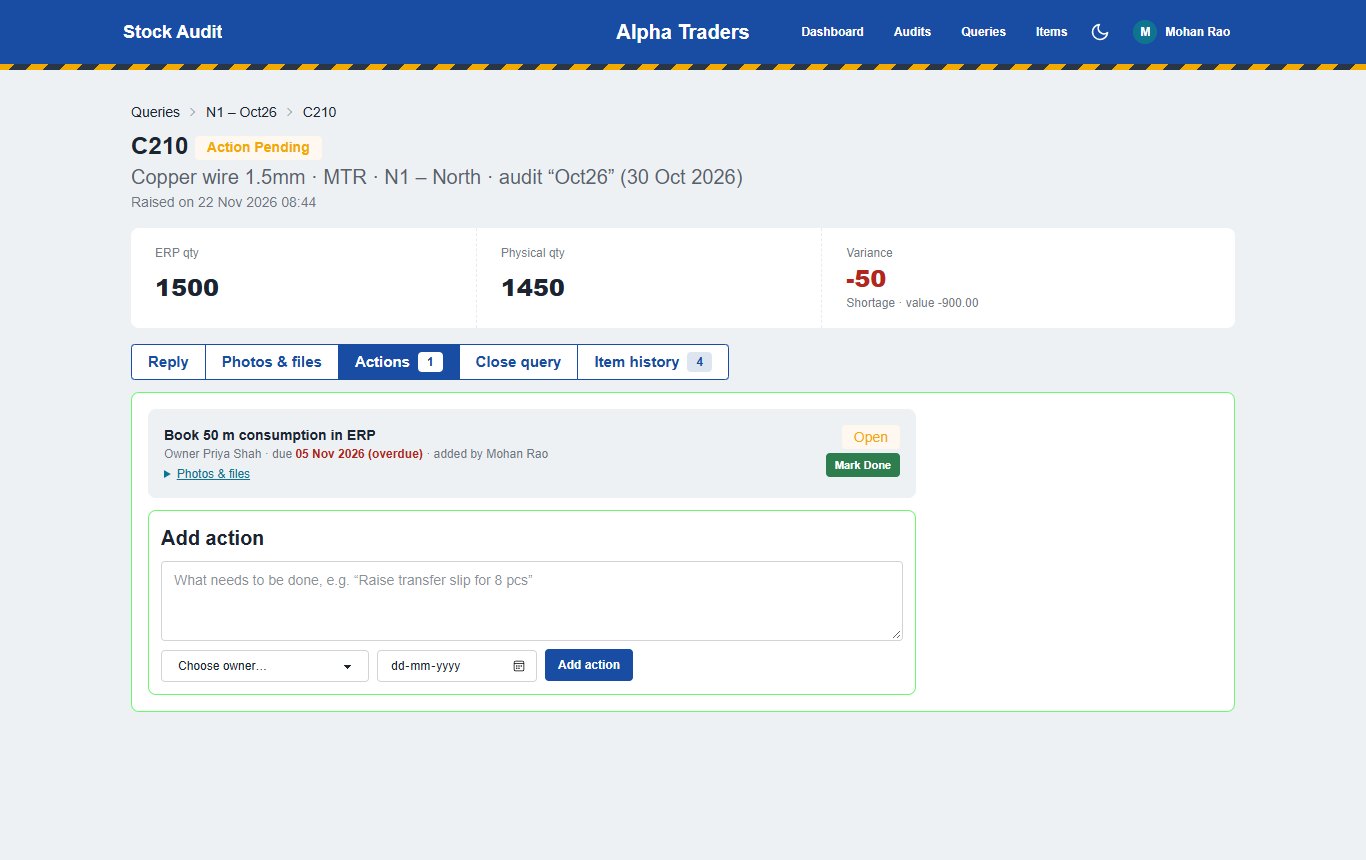 Stock Audit
Alpha Traders
Dashboard
Audits
Queries
Items
M
Mohan Rao
Queries > N1 – Oct26 > C210
C210 Action Pending
Copper wire 1.5mm · MTR · N1 – North · audit “Oct26” (30 Oct 2026)
Raised on 22 Nov 2026 08:44
ERP qty
1500
Physical qty
1450
Variance
-50
Shortage · value -900.00
Reply
Photos & files
Actions 1
Close query
Item history 4
Book 50 m consumption in ERP
Owner Priya Shah · due 05 Nov 2026 (overdue) · added by Mohan Rao
Photos & files
Open
Mark Done
Add action
What needs to be done, e.g. “Raise transfer slip for 8 pcs”
Choose owner...
dd-mm-yyyy
Add action